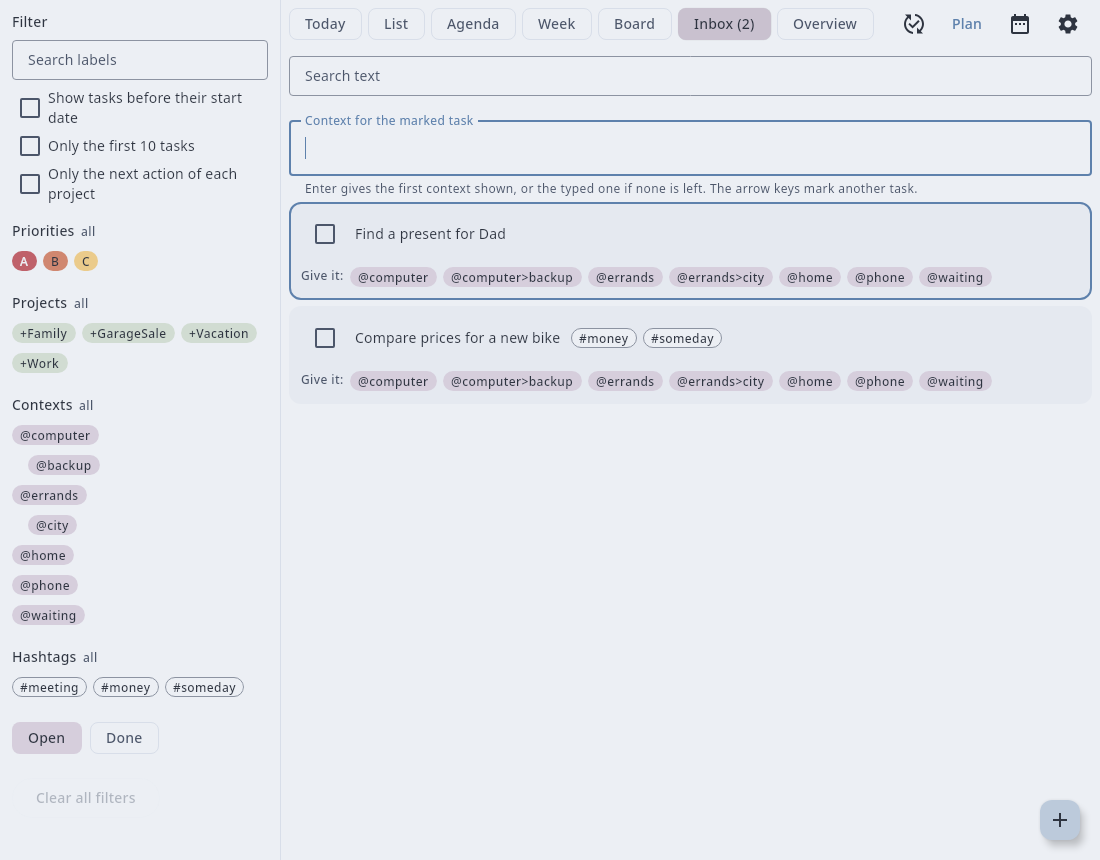 Filter
Search labels
Show tasks before their start
date
Only the first 10 tasks
Only the next action of each
project
Priorities all
A B C
Projects all
+Family +GarageSale +Vacation
+Work
Contexts all
@computer
@backup
@errands
@city
@home
@phone
@waiting
Hashtags all
#meeting #money #someday
Open Done
Clear all filters
Today List Agenda Week Board Inbox (2) Overview Plan
Search text
Context for the marked task
Enter gives the first context shown, or the typed one if none is left. The arrow keys mark another task.
Find a present for Dad
Give it: @computer @computer>backup @errands @errands>city @home @phone @waiting
Compare prices for a new bike #money #someday
Give it: @computer @computer>backup @errands @errands>city @home @phone @waiting